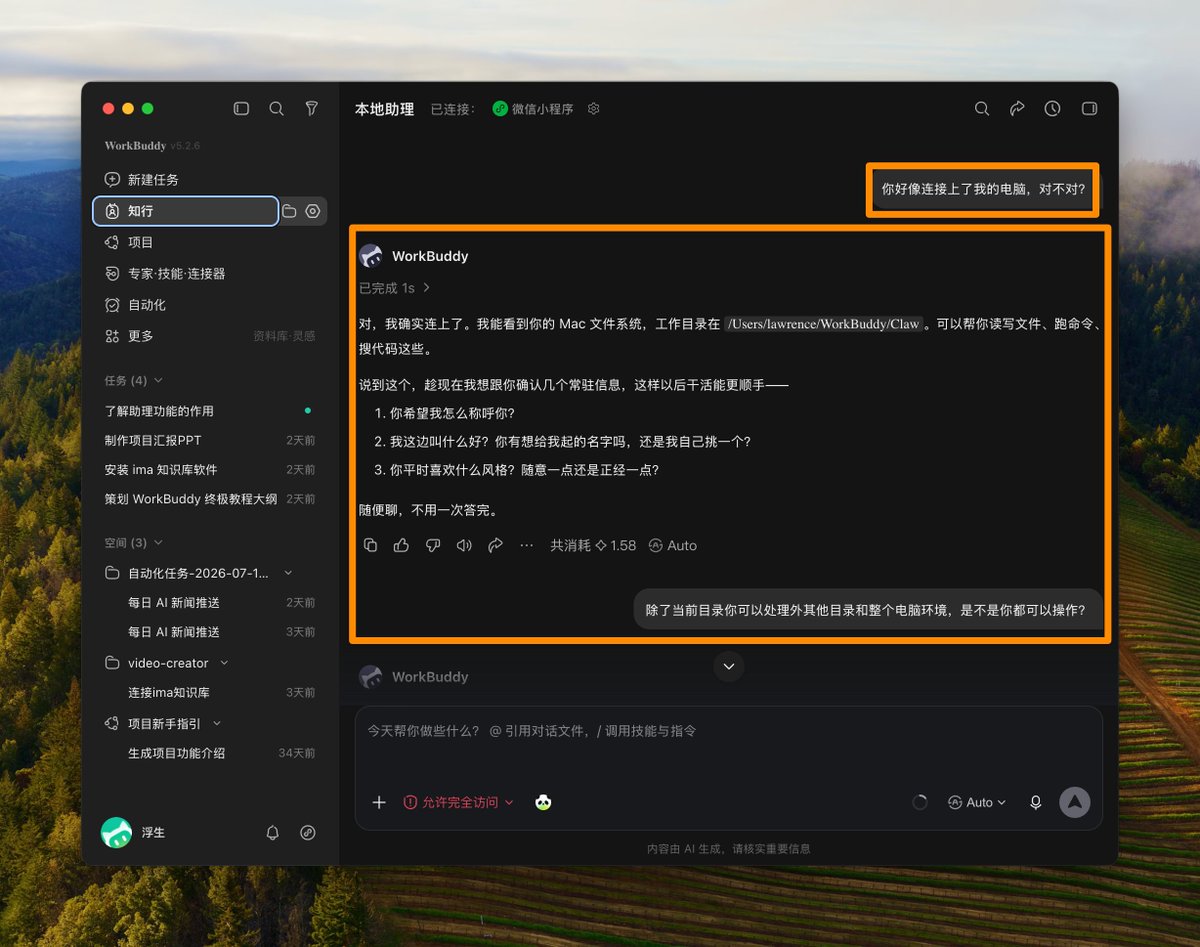 本地助理 已连接： 微信小程序
WorkBuddy v5.2.6
新建任务
知行
项目
专家·技能·连接器
自动化
更多 资料库·灵感
任务 (4)
了解助理功能的作用
制作项目汇报PPT 2天前
安装 ima 知识库软件 2天前
策划 WorkBuddy 终极教程大纲 2天前
空间 (3)
自动化任务-2026-07-1...
每日 AI 新闻推送 2天前
每日 AI 新闻推送 3天前
video-creator
连接ima知识库 3天前
项目新手指引
生成项目功能介绍 34天前
浮生
你好像连接上了我的电脑，对不对?
WorkBuddy
已完成 1s
对，我确实连上了。我能看到你的 Mac 文件系统，工作目录在 /Users/lawrence/WorkBuddy/Claw 。可以帮你读写文件、跑命令、
搜代码这些。
说到这个，趁现在我想跟你确认几个常驻信息，这样以后干活能更顺手——
1. 你希望我怎么称呼你?
2. 我这边叫什么好？你有想给我起的名字吗，还是我自己挑一个?
3. 你平时喜欢什么风格？随意一点还是正经一点?
随便聊，不用一次答完。
共消耗 1.58 Auto
除了当前目录你可以处理外其他目录和整个电脑环境，是不是你都可以操作?
WorkBuddy
今天帮你做些什么？ @ 引用对话文件，/ 调用技能与指令
允许完全访问
Auto
内容由 AI 生成，请核实重要信息